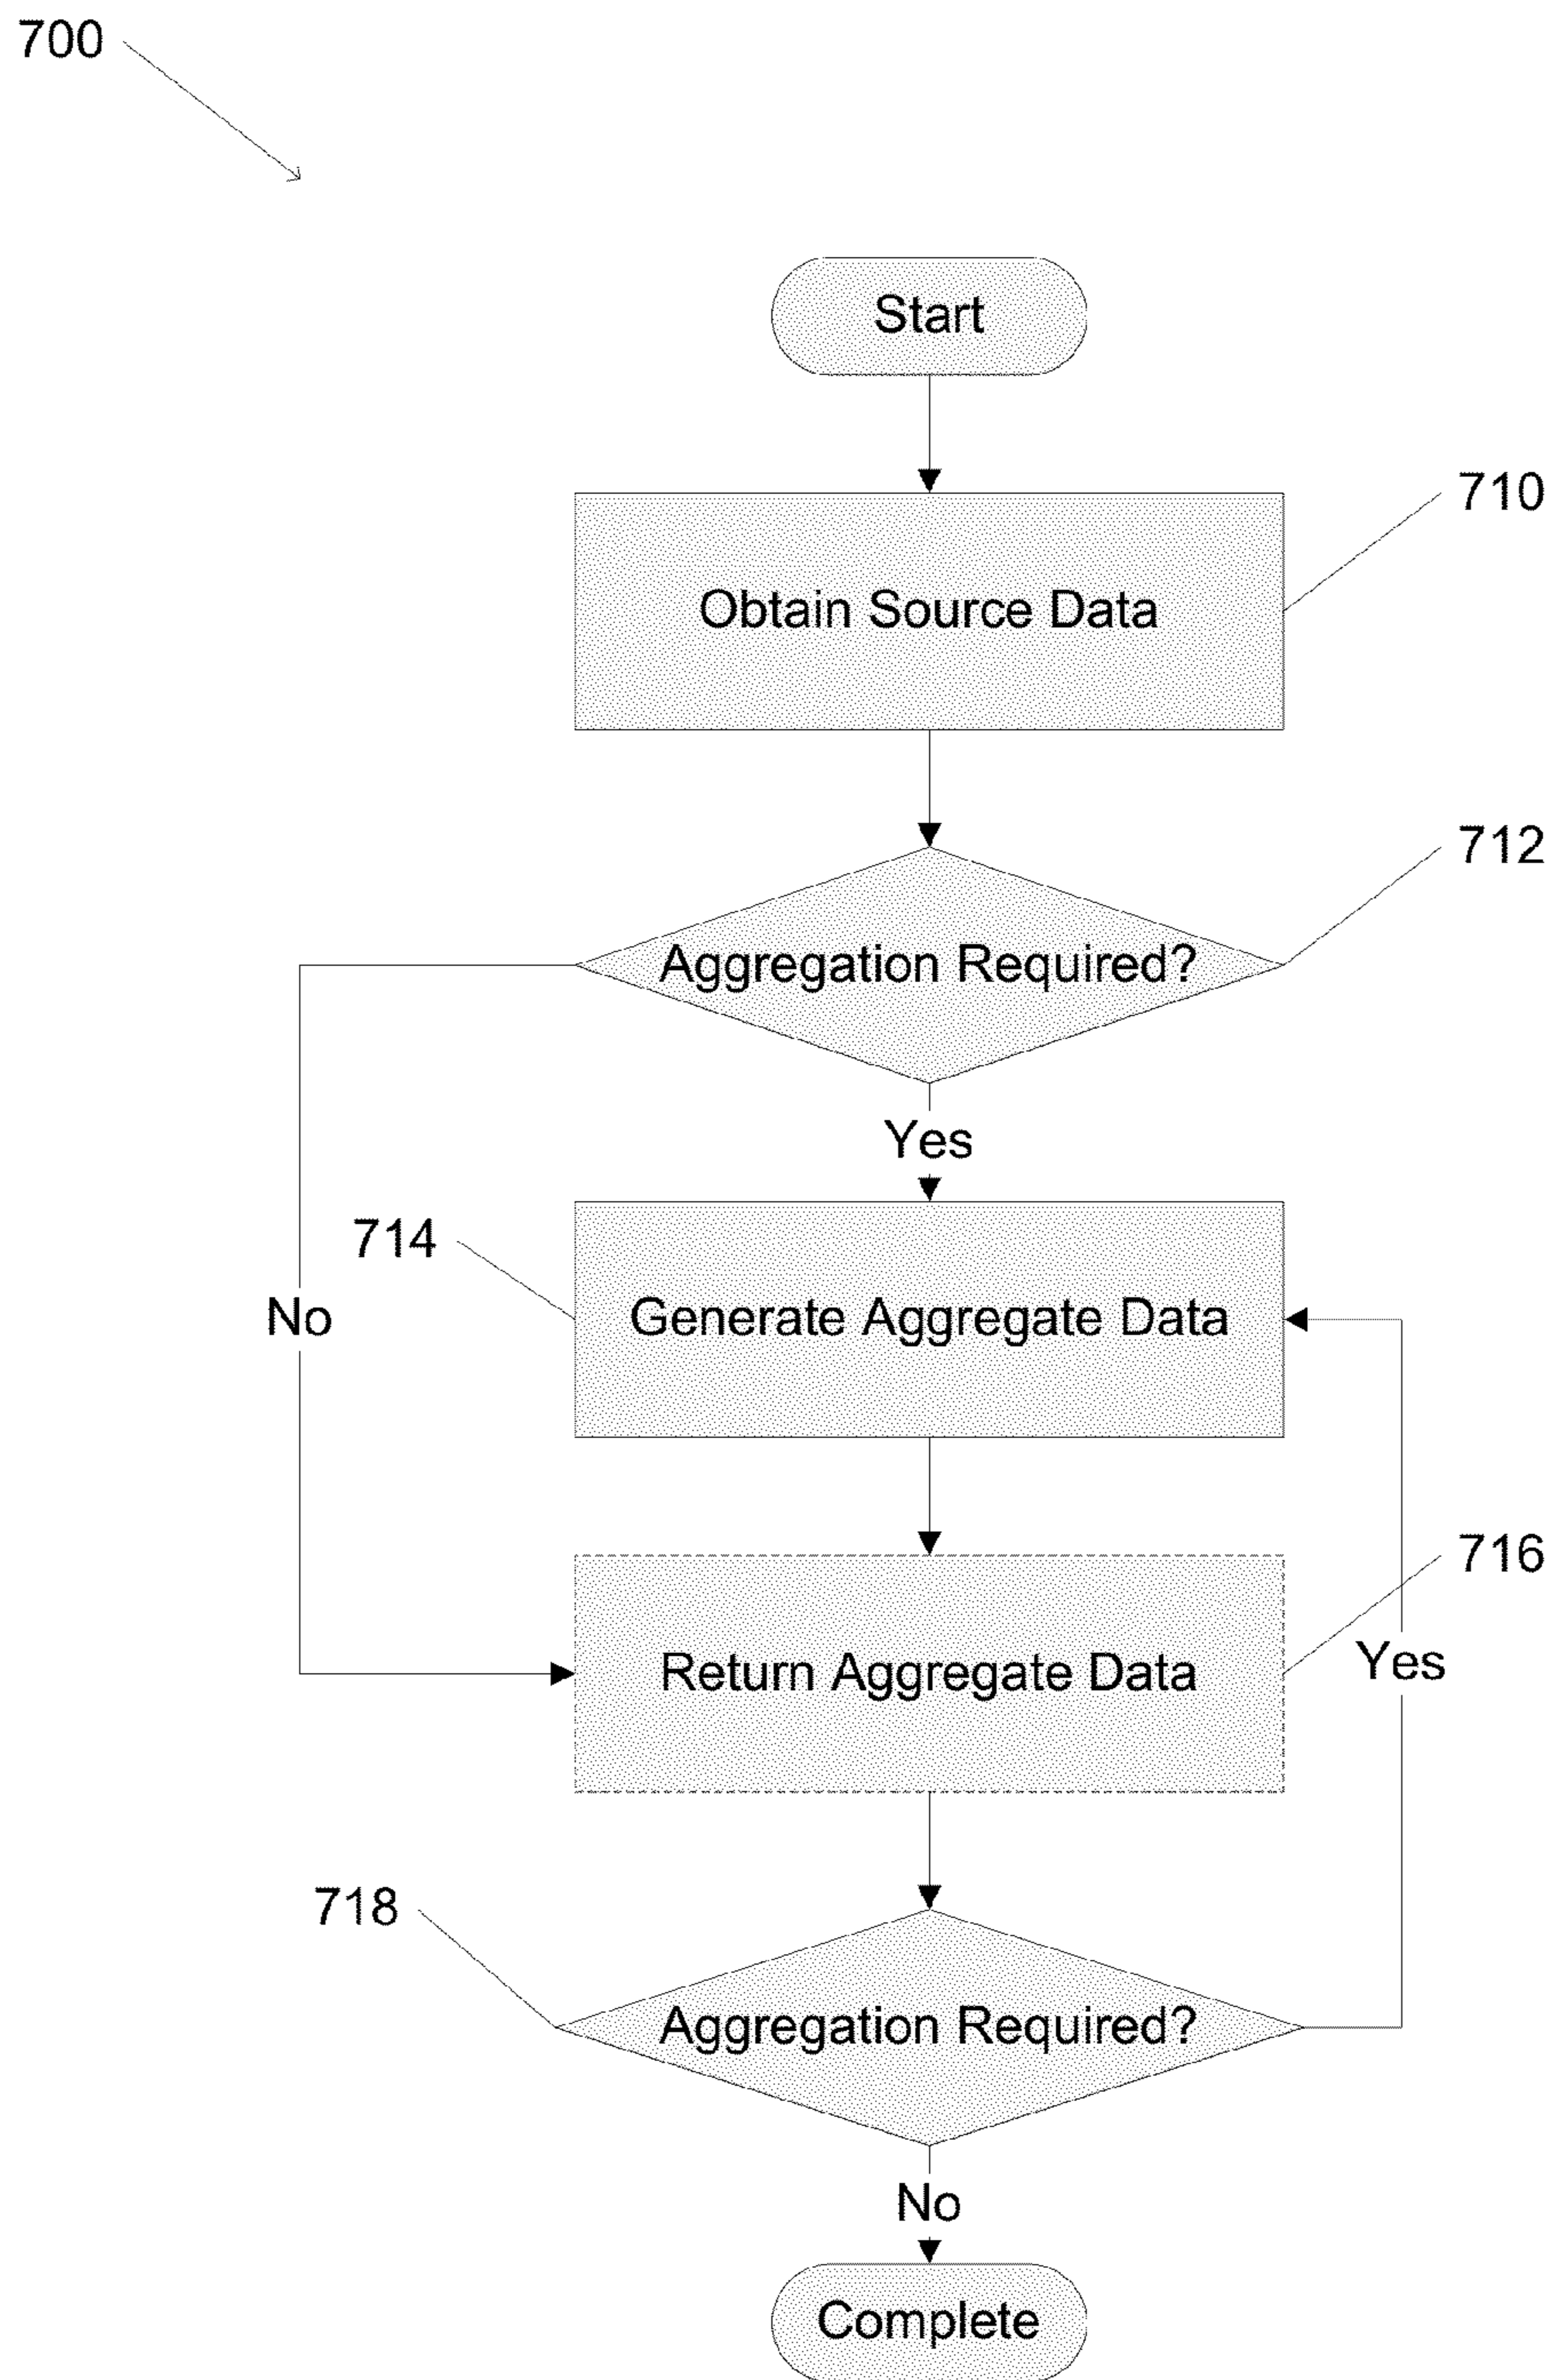 700
Start
710
Obtain Source Data
712
Aggregation Required?
Yes
714
Generate Aggregate Data
No
716
Return Aggregate Data
Yes
718
Aggregation Required?
No
Complete